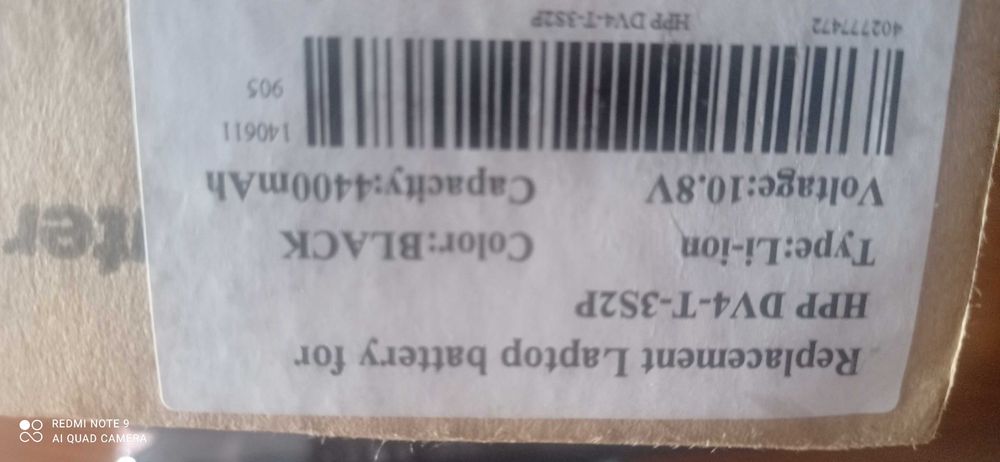 Replacement Laptop battery for
HPP DV4-T-3S2P
Type:Li-ion Color:BLACK
Voltage:10.8V Capacity:4400mAh
140611
905
402777472 HPP DV4-T-3S2P
REDMI NOTE 9
AI QUAD CAMERA